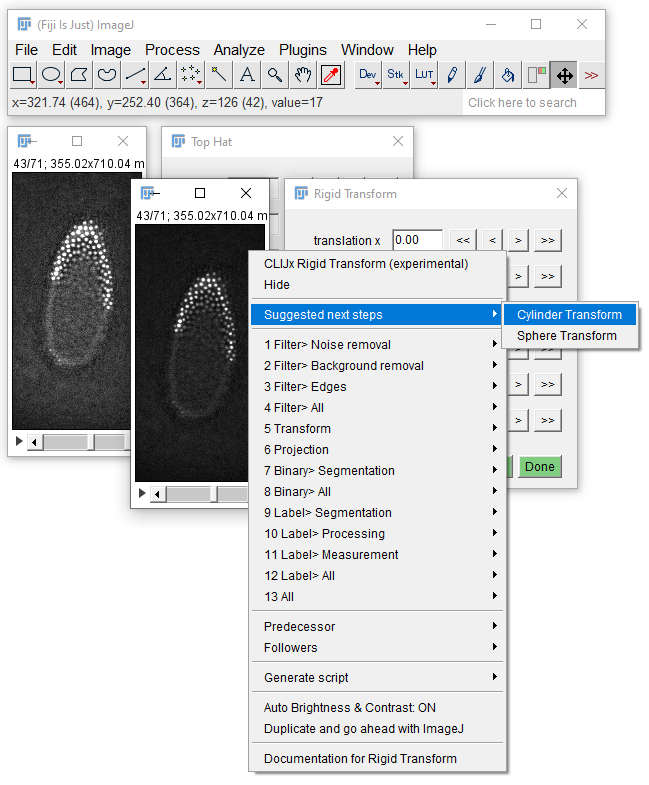 (Fiji Is Just) ImageJ
File Edit Image Process Analyze Plugins Window Help
A Dev Stk LUT >>
x=321.74 (464), y=252.40 (364), z=126 (42), value=17
Click here to search
Top Hat
43/71; 355.02x710.04 m
43/71; 355.02x710.04 m
Rigid Transform
translation x 0.00 << < > >>
> >>
> >>
> >>
> >>
Done
CLIJx Rigid Transform (experimental)
Hide
Suggested next steps
Cylinder Transform
Sphere Transform
1 Filter> Noise removal
2 Filter> Background removal
3 Filter> Edges
4 Filter> All
5 Transform
6 Projection
7 Binary> Segmentation
8 Binary> All
9 Label> Segmentation
10 Label> Processing
11 Label> Measurement
12 Label> All
13 All
Predecessor
Followers
Generate script
Auto Brightness & Contrast: ON
Duplicate and go ahead with ImageJ
Documentation for Rigid Transform